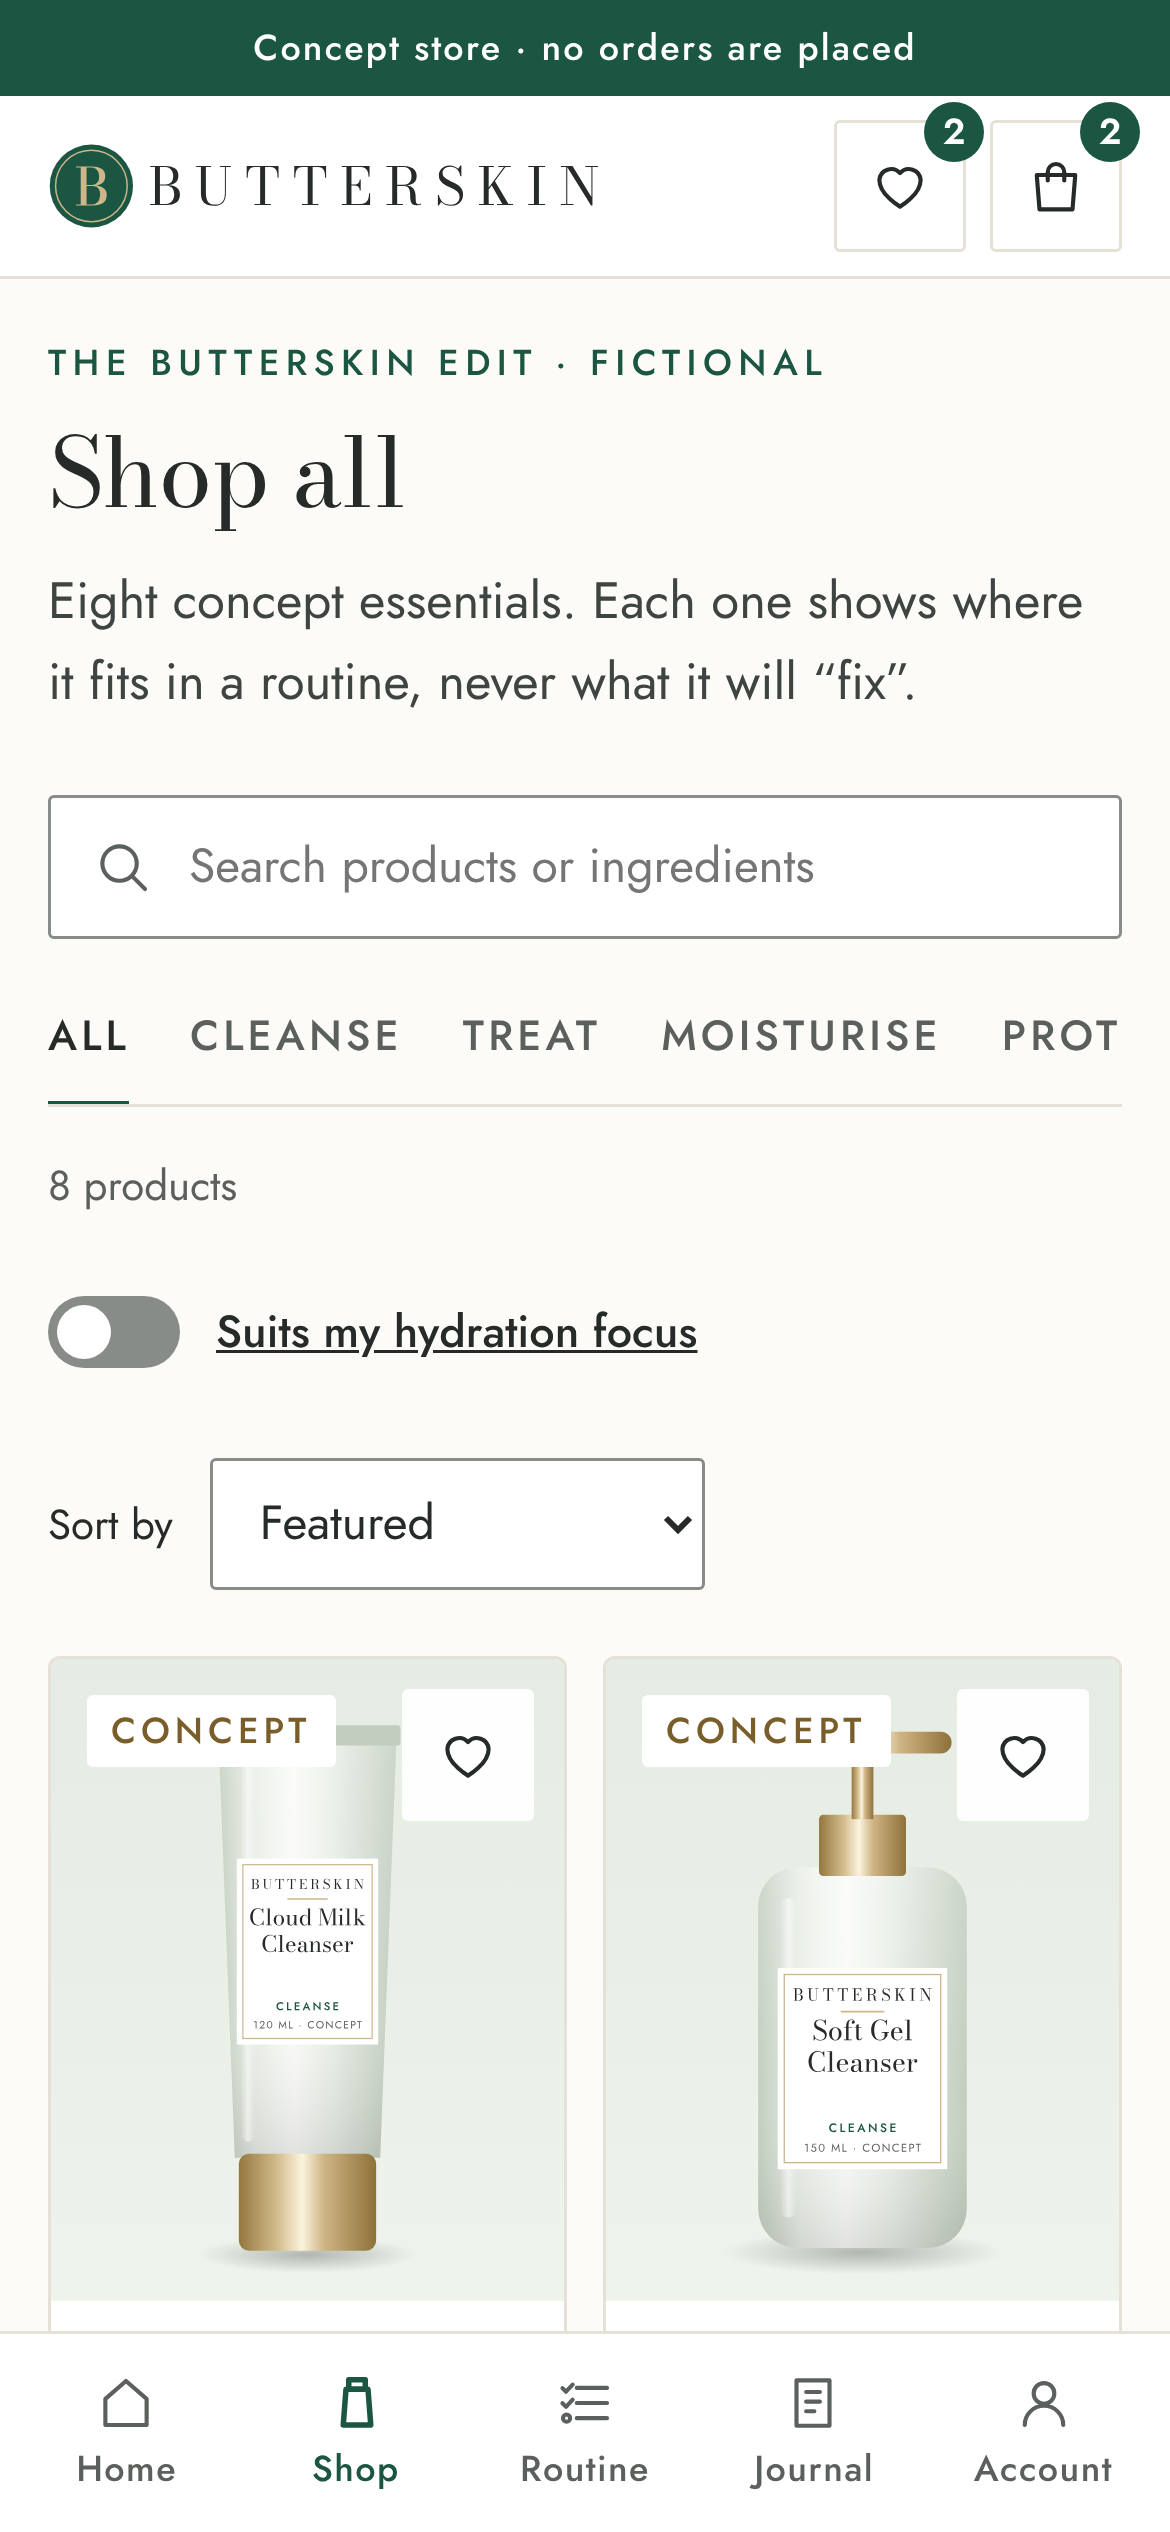 Concept store · no orders are placed
B BUTTERSKIN
2
2
THE BUTTERSKIN EDIT · FICTIONAL
Shop all
Eight concept essentials. Each one shows where
it fits in a routine, never what it will “fix”.
Search products or ingredients
ALL CLEANSE TREAT MOISTURISE PROT
8 products
Suits my hydration focus
Sort by Featured
CONCEPT
BUTTERSKIN
Cloud Milk
Cleanser
CLEANSE
120 ML · CONCEPT
CONCEPT
BUTTERSKIN
Soft Gel
Cleanser
CLEANSE
150 ML · CONCEPT
Home Shop Routine Journal Account